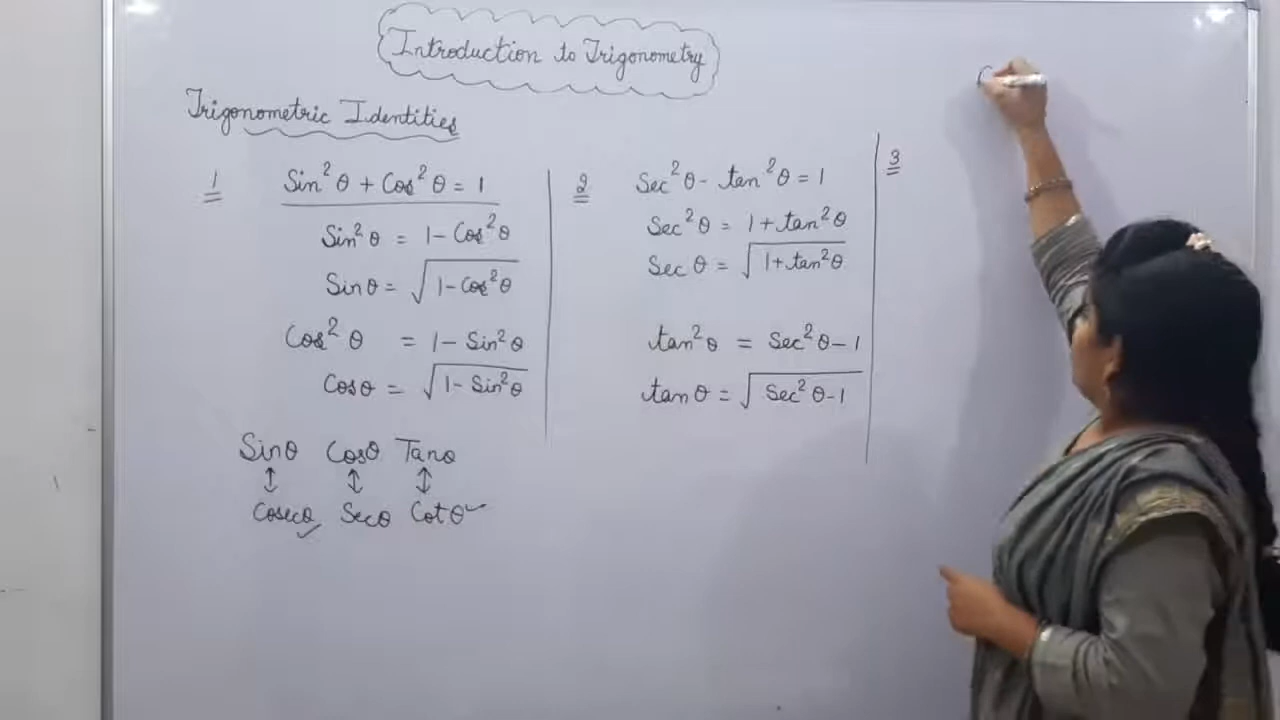 Introduction to Trigonometry
Trigonometric Identities
1
Sin²θ + Cos²θ = 1
Sin²θ = 1 - Cos²θ
Sinθ = √1 - Cos²θ
Cos²θ = 1 - Sin²θ
Cosθ = √1 - Sin²θ
Sinθ Cosθ Tanθ
↕ ↕ ↕
Cosecθ Secθ Cotθ
2
Sec²θ - tan²θ = 1
Sec²θ = 1 + tan²θ
Secθ = √1 + tan²θ
tan²θ = Sec²θ - 1
tanθ = √Sec²θ - 1
3
C